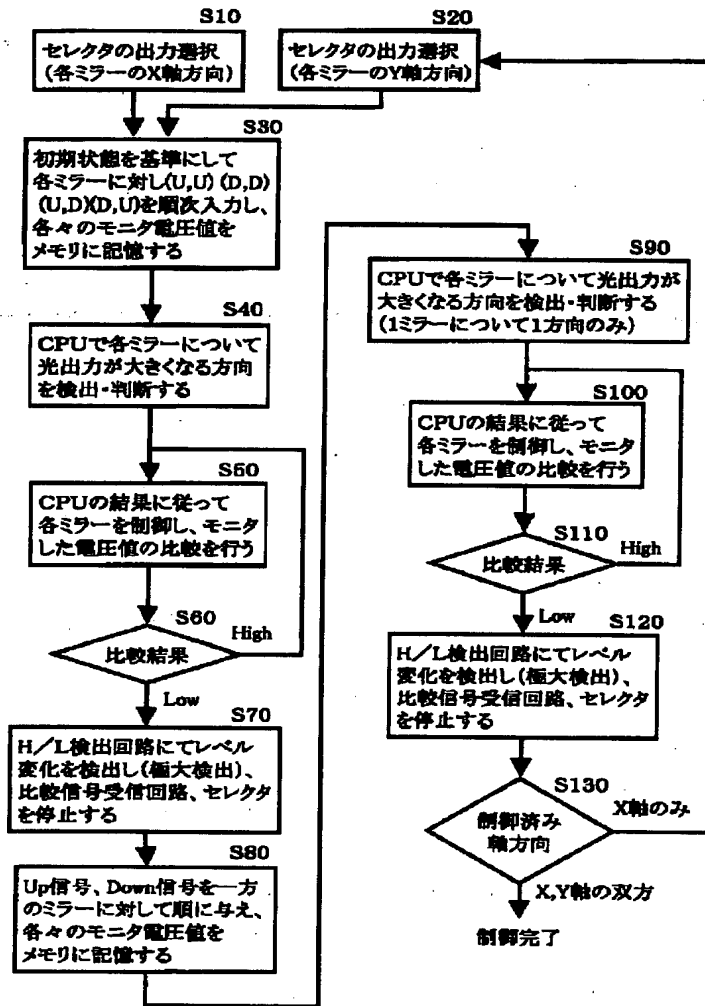 S10
セレクタの出力選択
(各ミラーのX軸方向)
S20
セレクタの出力選択
(各ミラーのY軸方向)
S30
初期状態を基準にして
各ミラーに対し(U,U)(D,D)
(U,D)(D,U)を順次入力し、
各々のモニタ電圧値を
メモリに記憶する
S40
CPUで各ミラーについて
光出力が大きくなる方向
を検出・判断する
S50
CPUの結果に従って
各ミラーを制御し、モニタ
した電圧値の比較を行う
S60
比較結果
High
Low
S70
H/L検出回路にてレベル
変化を検出し(極大検出)、
比較信号受信回路、セレクタ
を停止する
S80
Up信号、Down信号を一方
のミラーに対して順に与え、
各々のモニタ電圧値を
メモリに記憶する
S90
CPUで各ミラーについて光出力が
大きくなる方向を検出・判断する
(1ミラーについて1方向のみ)
S100
CPUの結果に従って
各ミラーを制御し、モニタ
した電圧値の比較を行う
S110
比較結果
High
Low
S120
H/L検出回路にてレベル
変化を検出し(極大検出)、
比較信号受信回路、セレクタ
を停止する
S130
制御済み
軸方向
X軸のみ
X,Y軸の双方
制御完了